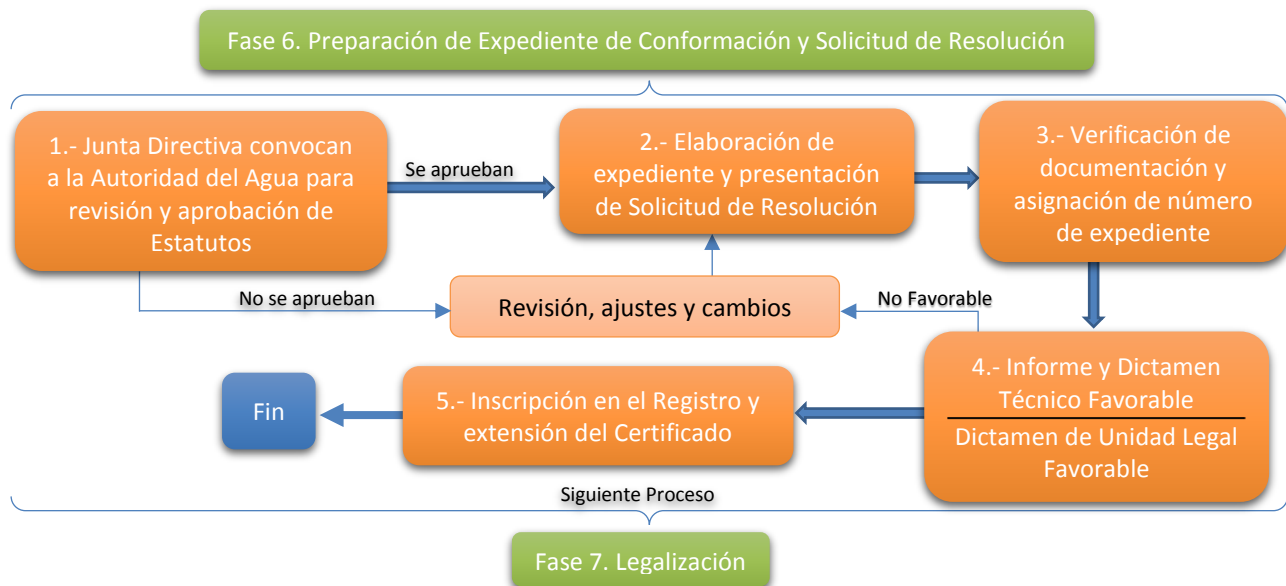 Fase 6. Preparación de Expediente de Conformación y Solicitud de Resolución
1.- Junta Directiva convocan
a la Autoridad del Agua para
revisión y aprobación de
Estatutos
Se aprueban
2.- Elaboración de
expediente y presentación
de Solicitud de Resolución
3.- Verificación de
documentación y
asignación de número
de expediente
No se aprueban
Revisión, ajustes y cambios
No Favorable
4.- Informe y Dictamen
Técnico Favorable
Dictamen de Unidad Legal
Favorable
5.- Inscripción en el Registro y
extensión del Certificado
Fin
Siguiente Proceso
Fase 7. Legalización